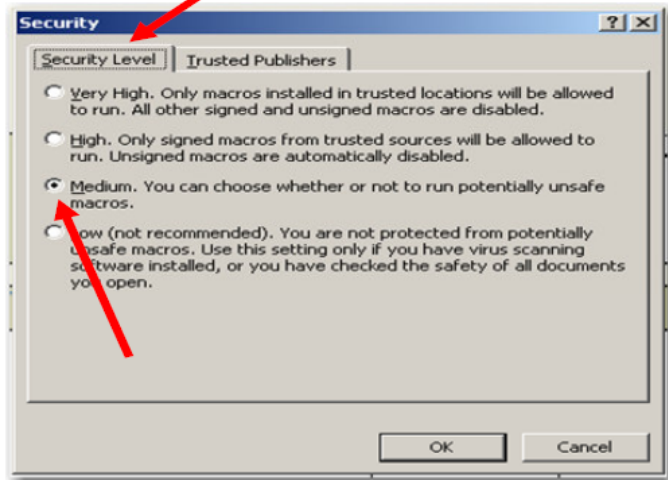 Security
Security Level
Trusted Publishers
Very High. Only macros installed in trusted locations will be allowed
to run. All other signed and unsigned macros are disabled.
High. Only signed macros from trusted sources will be allowed to
run. Unsigned macros are automatically disabled.
Medium. You can choose whether or not to run potentially unsafe
macros.
Low (not recommended). You are not protected from potentially
unsafe macros. Use this setting only if you have virus scanning
software installed, or you have checked the safety of all documents
you open.
OK
Cancel